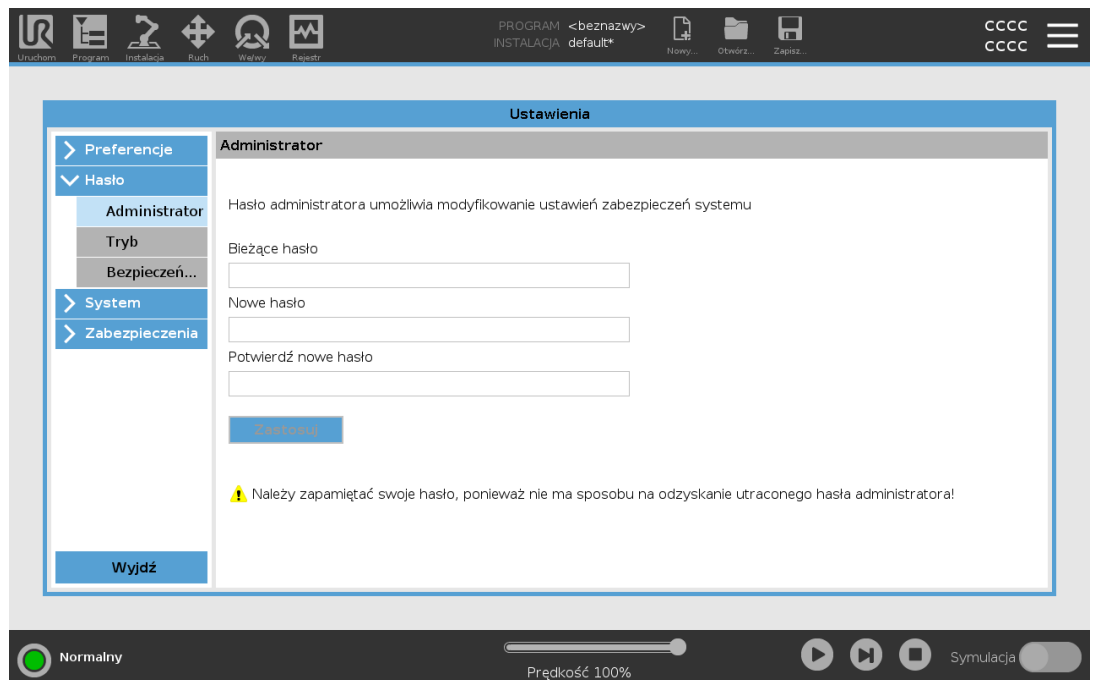 PROGRAM <beznazwy>
INSTALACJA default*
Uruchom Program Instalacja Ruch We/wy Rejestr Nowy... Otwórz... Zapisz...
CCCC
CCCC
Ustawienia
Preferencje
Hasło
Administrator
Tryb
Bezpieczeń...
System
Zabezpieczenia
Wyjdź
Administrator
Hasło administratora umożliwia modyfikowanie ustawień zabezpieczeń systemu
Bieżące hasło
Nowe hasło
Potwierdź nowe hasło
Zastosuj
Należy zapamiętać swoje hasło, ponieważ nie ma sposobu na odzyskanie utraconego hasła administratora!
Normalny
Prędkość 100%
Symulacja